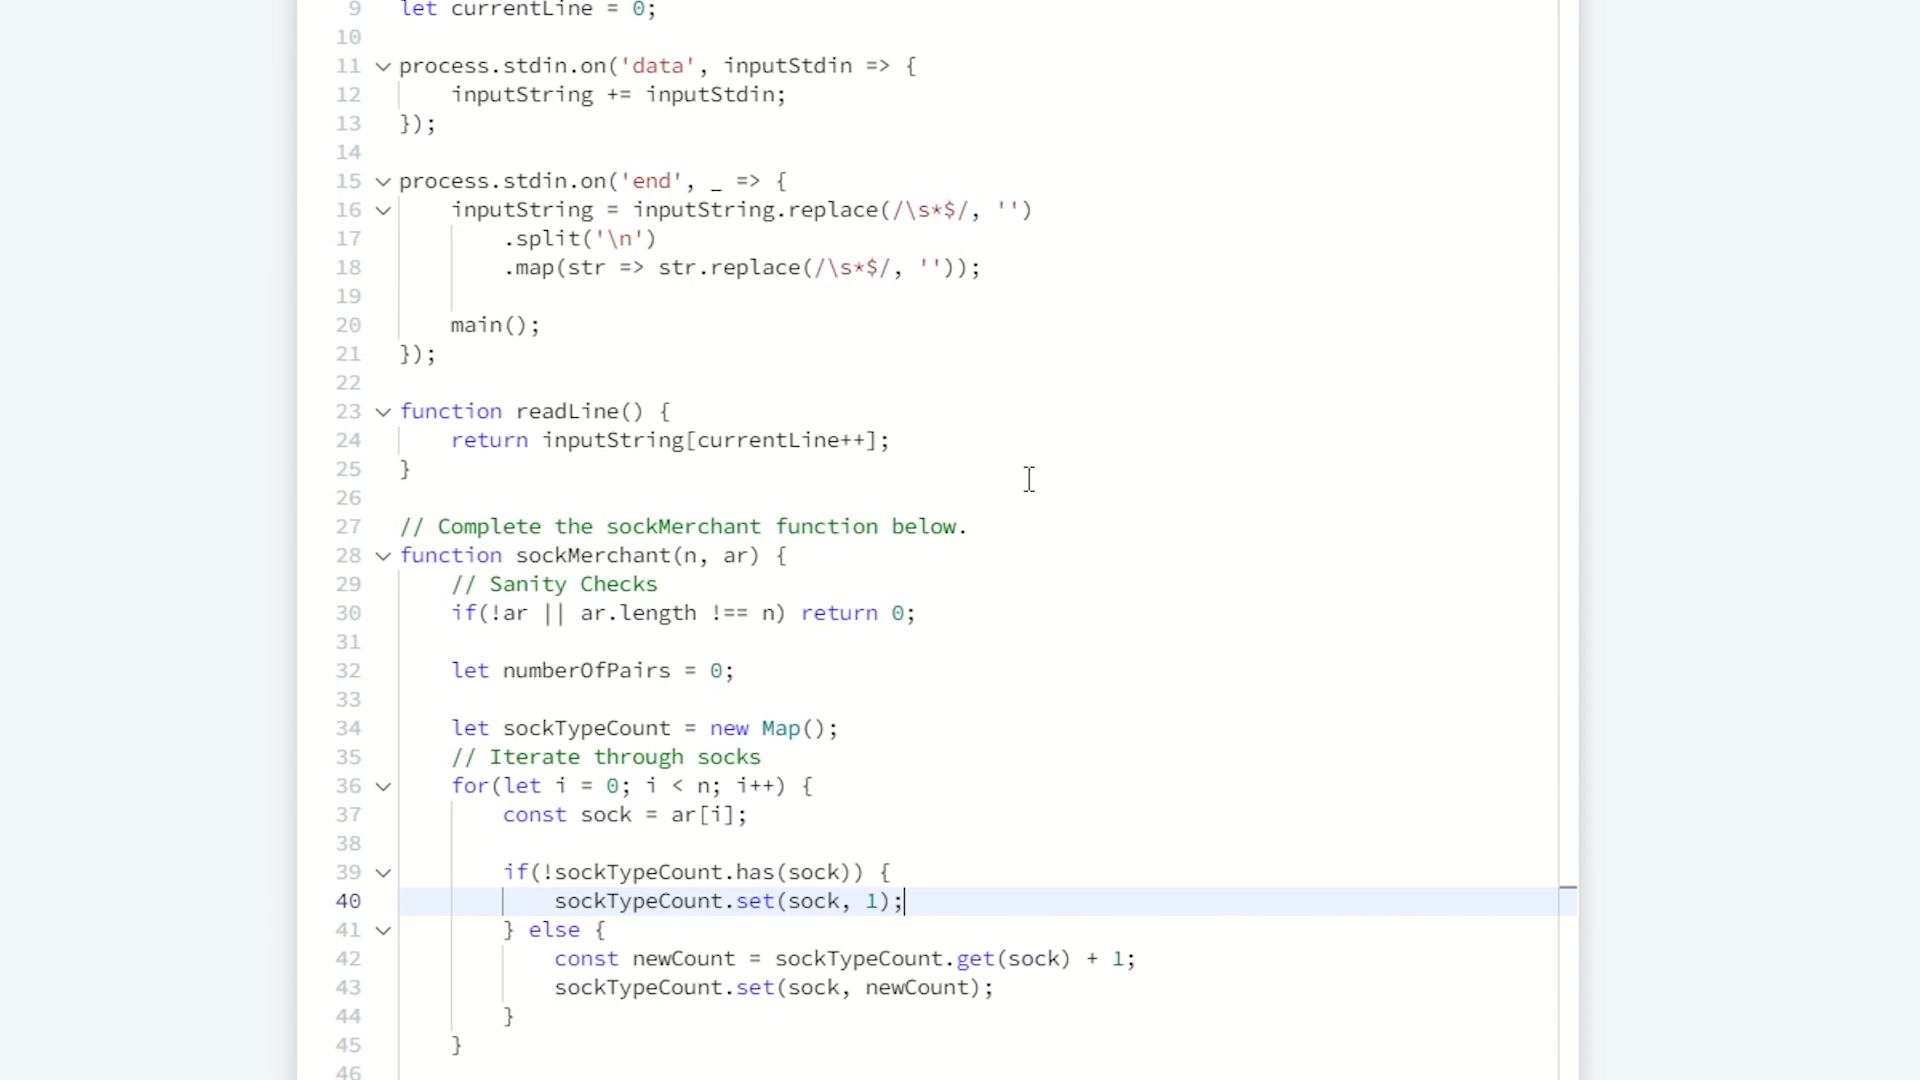 9 let currentLine = 0;
10
11 process.stdin.on('data', inputStdin => {
12     inputString += inputStdin;
13 });
14
15 process.stdin.on('end', _ => {
16     inputString = inputString.replace(/\s*$/, '')
17         .split('\n')
18         .map(str => str.replace(/\s*$/, ''));
19
20     main();
21 });
22
23 function readLine() {
24     return inputString[currentLine++];
25 }
26
27 // Complete the sockMerchant function below.
28 function sockMerchant(n, ar) {
29     // Sanity Checks
30     if(!ar || ar.length !== n) return 0;
31
32     let numberOfPairs = 0;
33
34     let sockTypeCount = new Map();
35     // Iterate through socks
36     for(let i = 0; i < n; i++) {
37         const sock = ar[i];
38
39         if(!sockTypeCount.has(sock)) {
40             sockTypeCount.set(sock, 1);
41         } else {
42             const newCount = sockTypeCount.get(sock) + 1;
43             sockTypeCount.set(sock, newCount);
44         }
45     }
46